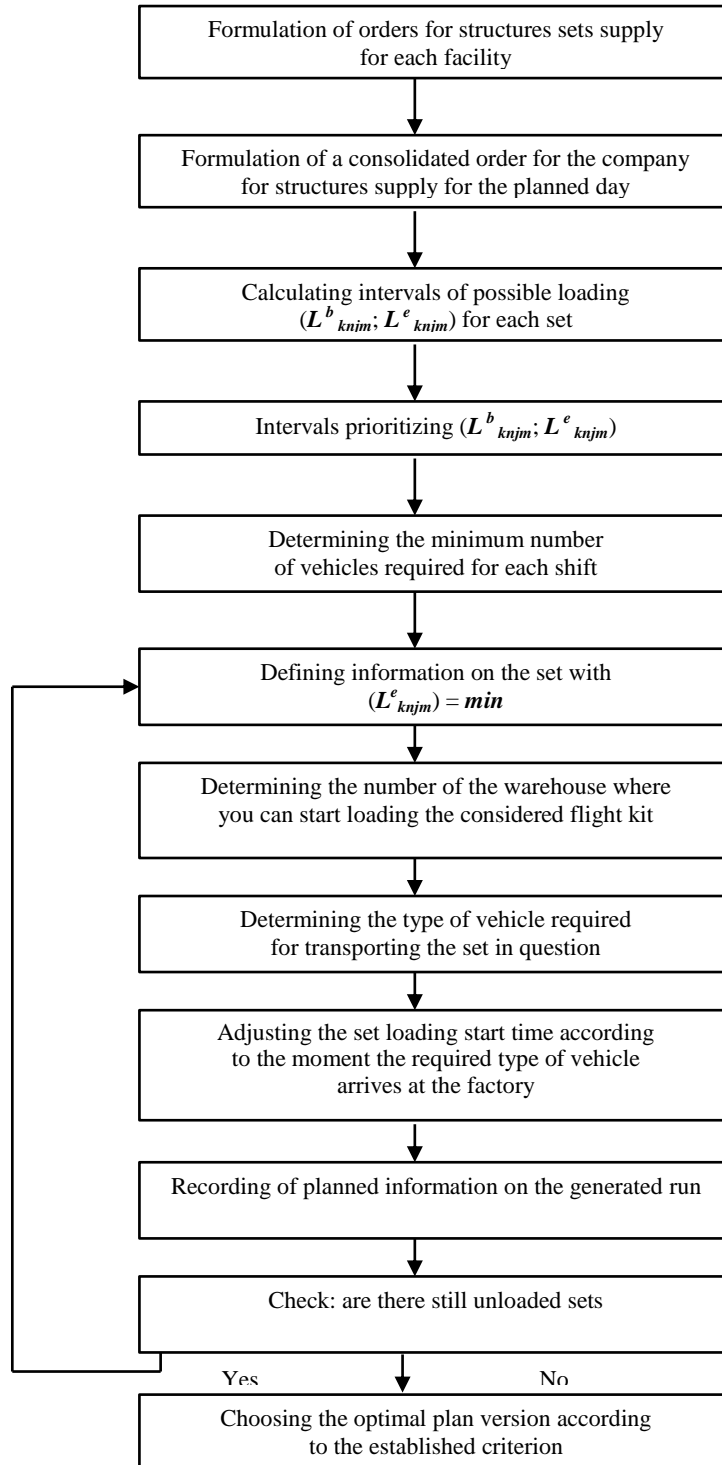 Formulation of orders for structures sets supply
for each facility
Formulation of a consolidated order for the company
for structures supply for the planned day
Calculating intervals of possible loading
(L^b_knjm; L^e_knjm) for each set
Intervals prioritizing (L^b_knjm; L^e_knjm)
Determining the minimum number
of vehicles required for each shift
Defining information on the set with
(L^e_knjm) = min
Determining the number of the warehouse where
you can start loading the considered flight kit
Determining the type of vehicle required
for transporting the set in question
Adjusting the set loading start time according
to the moment the required type of vehicle
arrives at the factory
Recording of planned information on the generated run
Check: are there still unloaded sets
Yes No
Choosing the optimal plan version according
to the established criterion